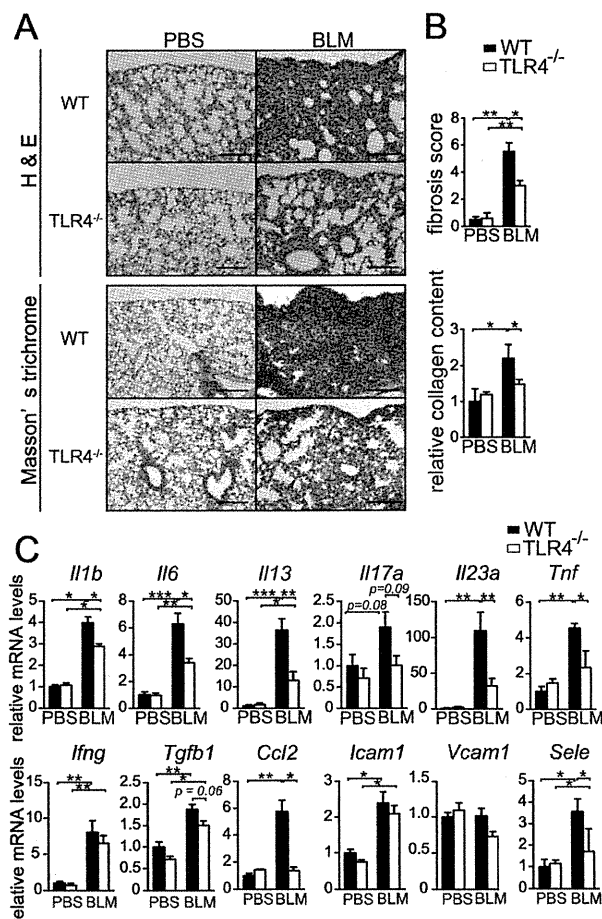 A
B
PBS
BLM
WT
TLR4-/-
H & E
WT
TLR4-/-
Masson's trichrome
WT
TLR4-/-
** *
**
fibrosis score
8
6
4
2
0
PBS BLM
* *
relative collagen content
3
2
1
0
PBS BLM
C
WT
TLR4-/-
Il1b
Il6
Il13
Il17a
Il23a
Tnf
relative mRNA levels
* *
*
5
4
3
2
1
0
PBS BLM
*** *
**
8
6
4
2
0
PBS BLM
*** **
*
50
40
30
20
10
0
PBS BLM
p=0.09
p=0.08
2.5
2.0
1.5
1.0
0.5
0.0
PBS BLM
** **
150
100
50
0
PBS BLM
** *
6
4
2
0
PBS BLM
Ifng
Tgfb1
Ccl2
Icam1
Vcam1
Sele
elative mRNA levels
**
**
10
8
6
4
2
0
PBS BLM
**
*
p = 0.06
2.5
2.0
1.5
1.0
0.5
0.0
PBS BLM
** *
8
6
4
2
0
PBS BLM
*
*
3
2
1
0
PBS BLM
1.5
1.0
0.5
0.0
PBS BLM
* *
*
5
4
3
2
1
0
PBS BLM